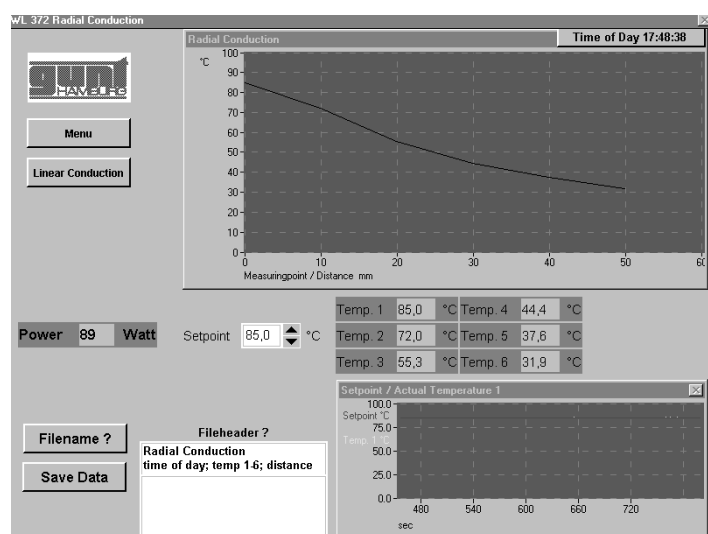 WL 372 Radial Conduction
Radial Conduction
Time of Day 17:48:38
°C
100
90
80
70
60
50
40
30
20
10
0
0 10 20 30 40 50 60
Measuringpoint / Distance mm
gunt
HAMBURG
Menu
Linear Conduction
Power 89 Watt
Setpoint 85,0 °C
Temp. 1 85,0 °C Temp. 4 44,4 °C
Temp. 2 72,0 °C Temp. 5 37,6 °C
Temp. 3 55,3 °C Temp. 6 31,9 °C
Filename ?
Save Data
Fileheader ?
Radial Conduction
time of day; temp 1-6; distance
Setpoint / Actual Temperature 1
100.0
Setpoint °C
75.0
Temp. 1 °C
50.0
25.0
0.0
480 540 600 660 720
sec